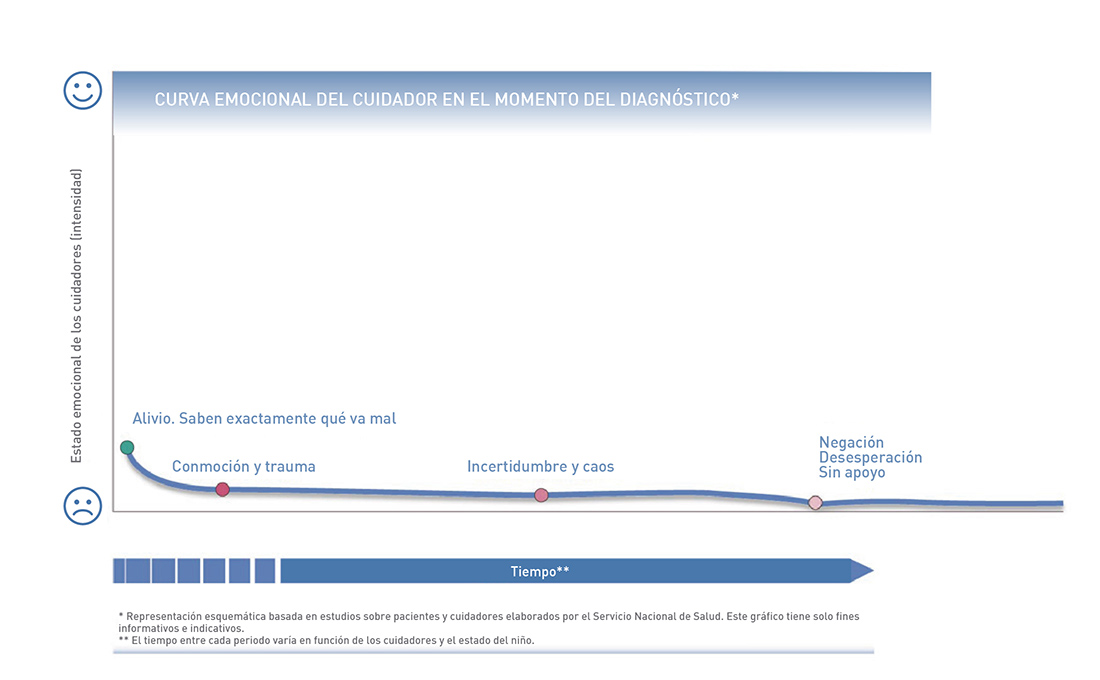 CURVA EMOCIONAL DEL CUIDADOR EN EL MOMENTO DEL DIAGNÓSTICO*
Estado emocional de los cuidadores (intensidad)
Alivio. Saben exactamente qué va mal
Conmoción y trauma
Incertidumbre y caos
Negación
Desesperación
Sin apoyo
Tiempo**
* Representación esquemática basada en estudios sobre pacientes y cuidadores elaborados por el Servicio Nacional de Salud. Este gráfico tiene solo fines
informativos e indicativos.
** El tiempo entre cada periodo varía en función de los cuidadores y el estado del niño.